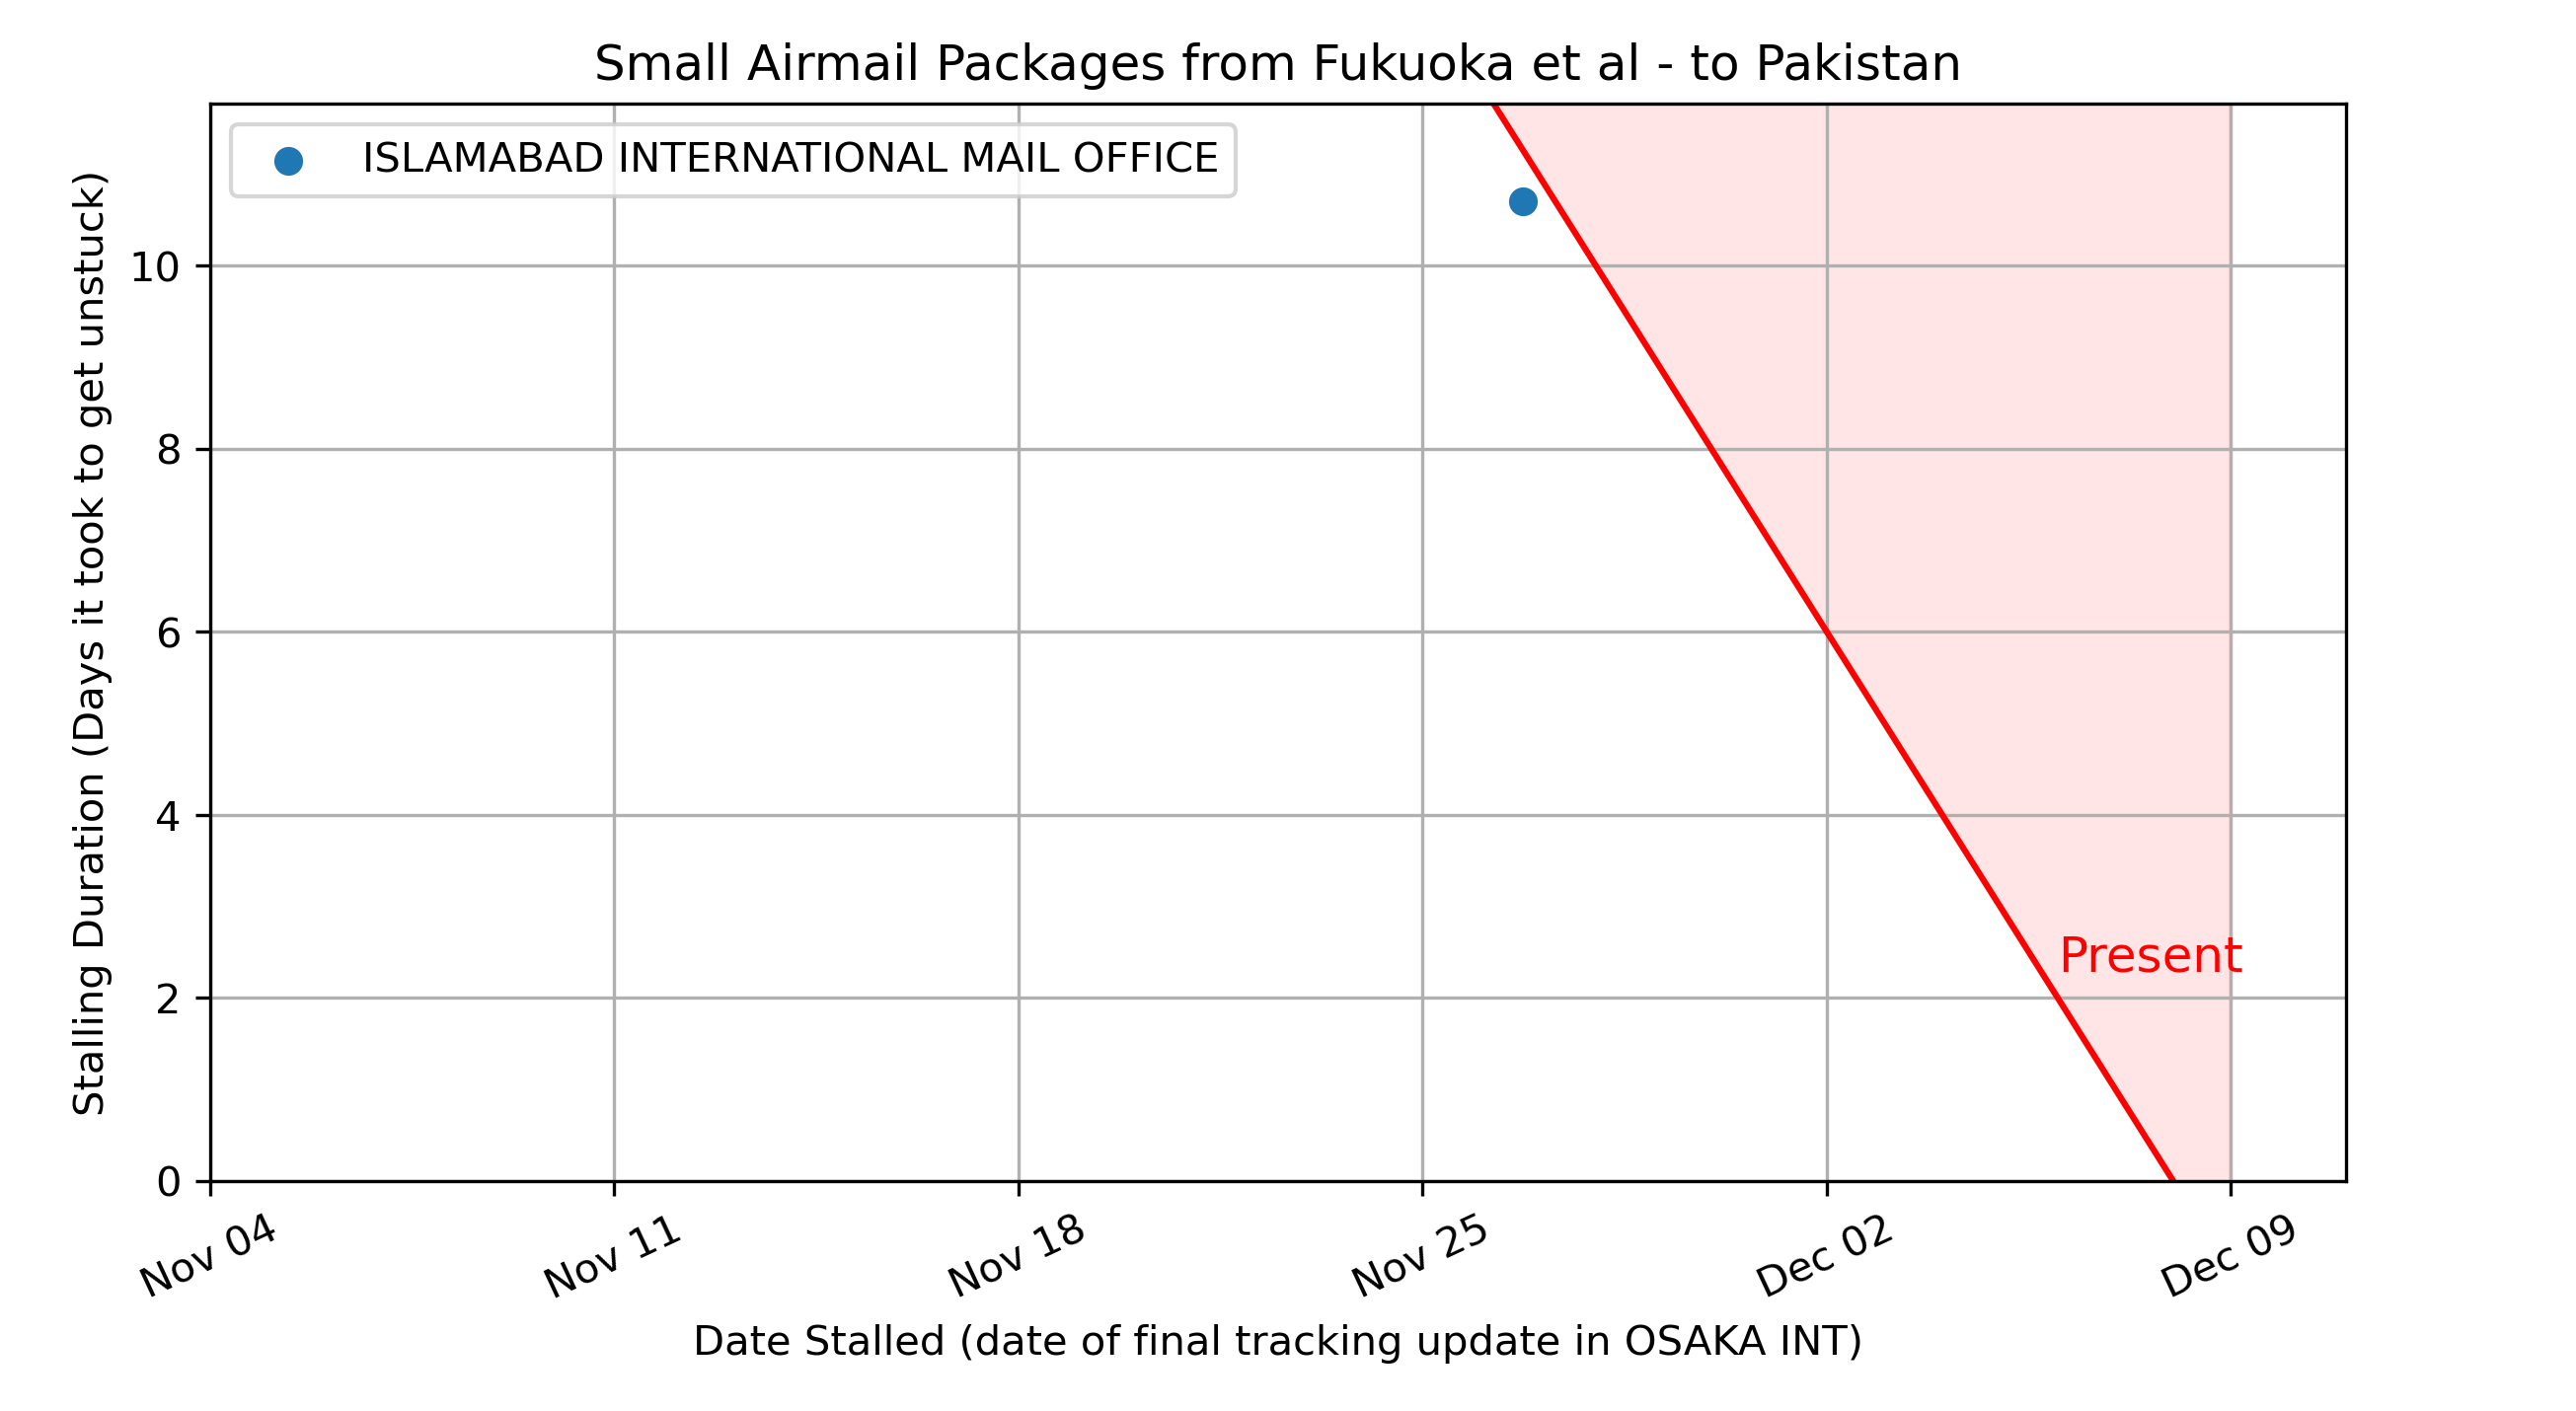 Small Airmail Packages from Fukuoka et al - to Pakistan
ISLAMABAD INTERNATIONAL MAIL OFFICE
Stalling Duration (Days it took to get unstuck)
10
8
6
4
2
0
Present
Nov 04
Nov 11
Nov 18
Nov 25
Dec 02
Dec 09
Date Stalled (date of final tracking update in OSAKA INT)